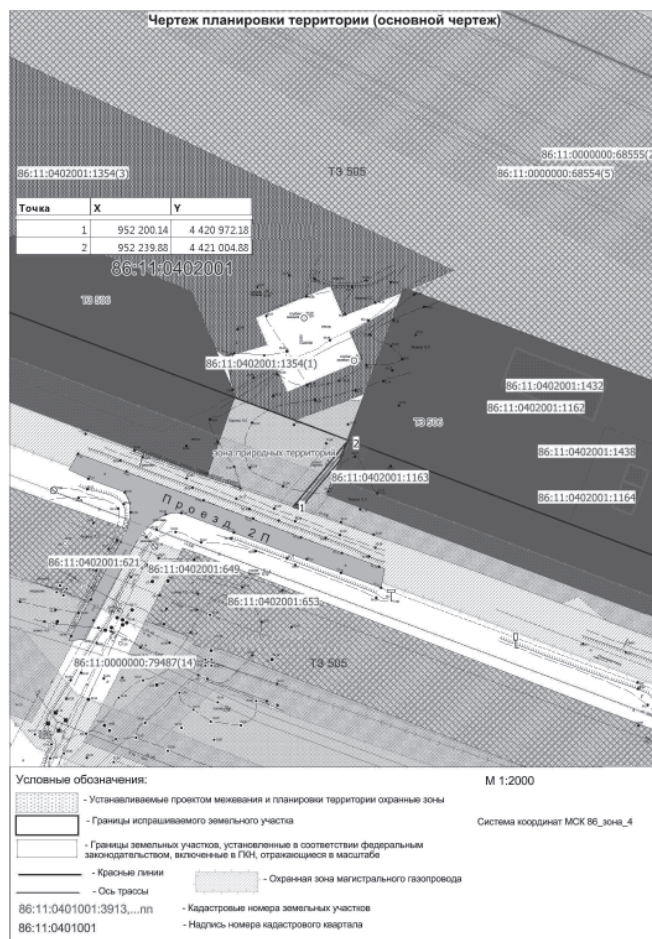 Чертеж планировки территории (основной чертеж)
86:11:0000000:68555(2
86:11:0402001:1354(3)
ТЗ 505
86:11:0000000:68554(5)
Точка X Y
1 952 200.14 4 420 972.18
2 952 239.88 4 421 004.88
86:11:0402001
ТЗ 506
86:11:0402001:1354(1)
86:11:0402001:1432
86:11:0402001:1162
ТЗ 506
2
зона природных территорий
86:11:0402001:1438
86:11:0402001:1163
86:11:0402001:1164
1
Проезд 2П
86:11:0402001:621
86:11:0402001:649
86:11:0402001:653
86:11:0000000:79487(14)
ТЗ 505
Условные обозначения:
М 1:2000
- Устанавливаемые проектом межевания и планировки территории охранные зоны
- Границы испрашиваемого земельного участка
Система координат МСК 86_зона_4
- Границы земельных участков, установленные в соответствии федеральным
законодательством, включенные в ГКН, отражающиеся в масштабе
- Красные линии
- Охранная зона магистрального газопровода
- Ось трассы
86:11:0401001:3913,...пп - Кадастровые номера земельных участков
86:11:0401001 - Надпись номера кадастрового квартала